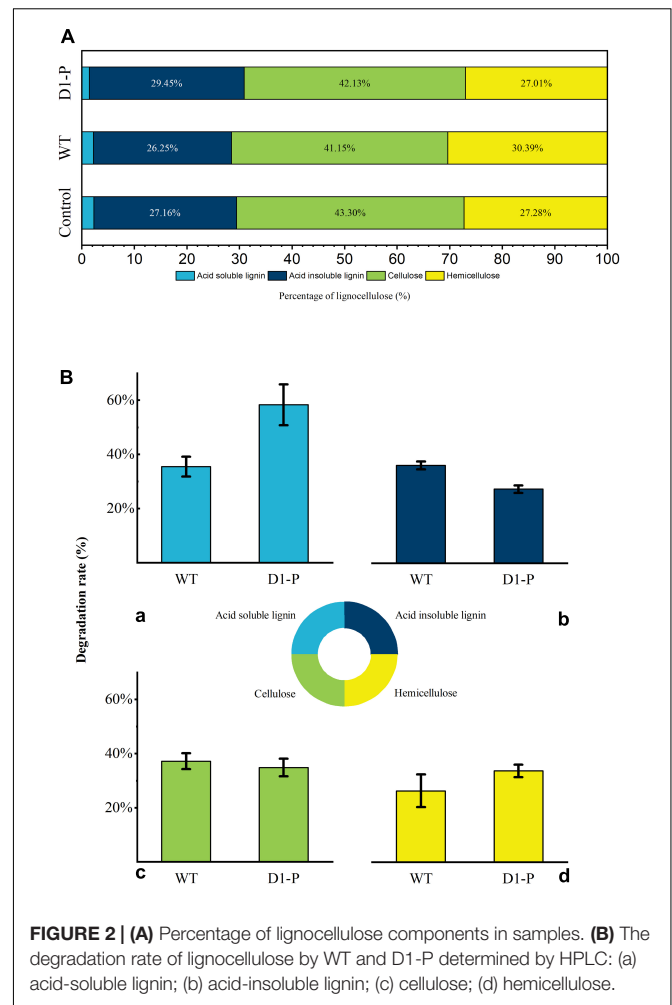 A
D1-P
29.45%
42.13%
27.01%
WT
26.25%
41.15%
30.39%
Control
27.16%
43.30%
27.28%
0 10 20 30 40 50 60 70 80 90 100
Acid soluble lignin Acid insoluble lignin Cellulose Hemicellulose
Percentage of lignocellulose (%)
B
Degradation rate (%)
60%
40%
20%
WT D1-P
WT D1-P
a
b
Acid soluble lignin
Acid insoluble lignin
Cellulose
Hemicellulose
60%
40%
20%
c
WT D1-P
WT D1-P
d
FIGURE 2 | (A) Percentage of lignocellulose components in samples. (B) The
degradation rate of lignocellulose by WT and D1-P determined by HPLC: (a)
acid-soluble lignin; (b) acid-insoluble lignin; (c) cellulose; (d) hemicellulose.